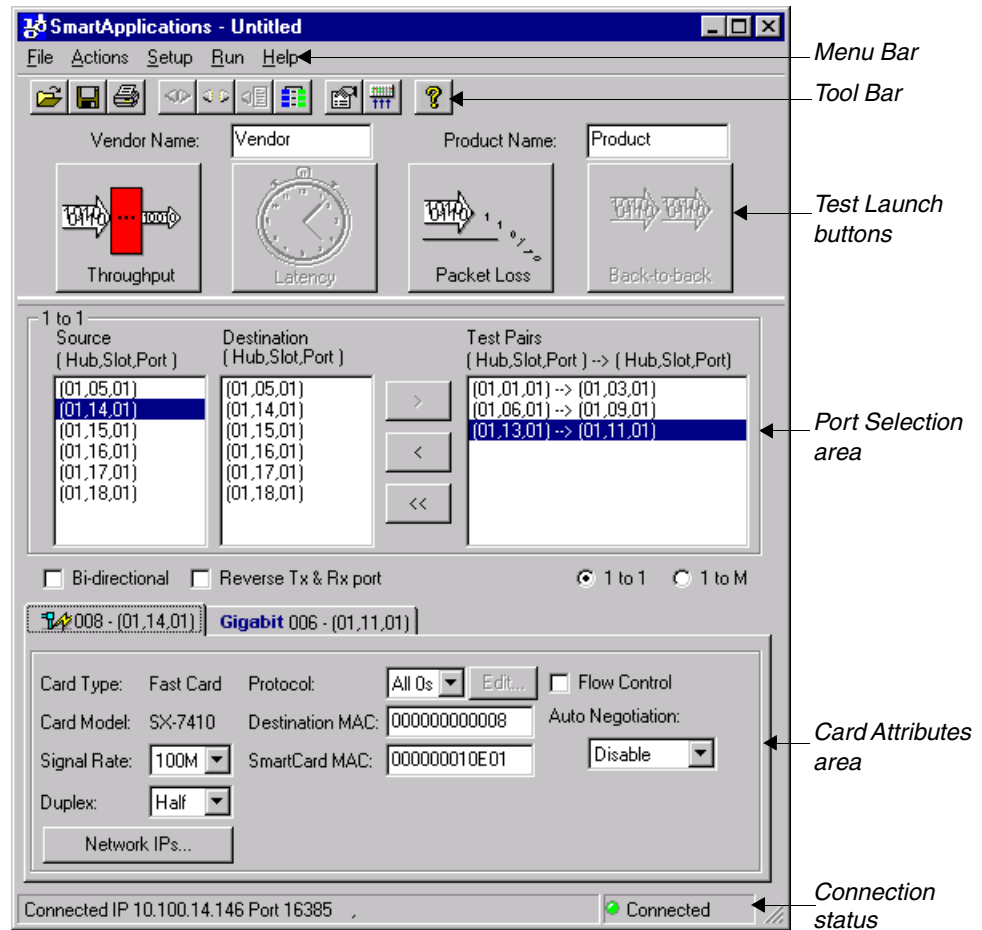 SmartApplications - Untitled
File Actions Setup Run Help
Menu Bar
Tool Bar
Vendor Name: Vendor Product Name: Product
Throughput
Latency
Packet Loss
Back-to-back
Test Launch
buttons
1 to 1
Source
( Hub,Slot,Port )
(01,05,01)
(01,14,01)
(01,15,01)
(01,16,01)
(01,17,01)
(01,18,01)
Destination
( Hub,Slot,Port )
(01,05,01)
(01,14,01)
(01,15,01)
(01,16,01)
(01,17,01)
(01,18,01)
>
<
<<
Test Pairs
( Hub,Slot,Port ) --> ( Hub,Slot,Port)
(01,01,01) --> (01,03,01)
(01,06,01) --> (01,09,01)
(01,13,01) --> (01,11,01)
Port Selection
area
Bi-directional Reverse Tx & Rx port 1 to 1 1 to M
008 - (01,14,01) Gigabit 006 - (01,11,01)
Card Type: Fast Card Protocol: All 0s Edit... Flow Control
Card Model: SX-7410 Destination MAC: 000000000008 Auto Negotiation:
Signal Rate: 100M SmartCard MAC: 000000010E01 Disable
Duplex: Half
Network IPs...
Card Attributes
area
Connected IP 10.100.14.146 Port 16385 , Connected
Connection
status